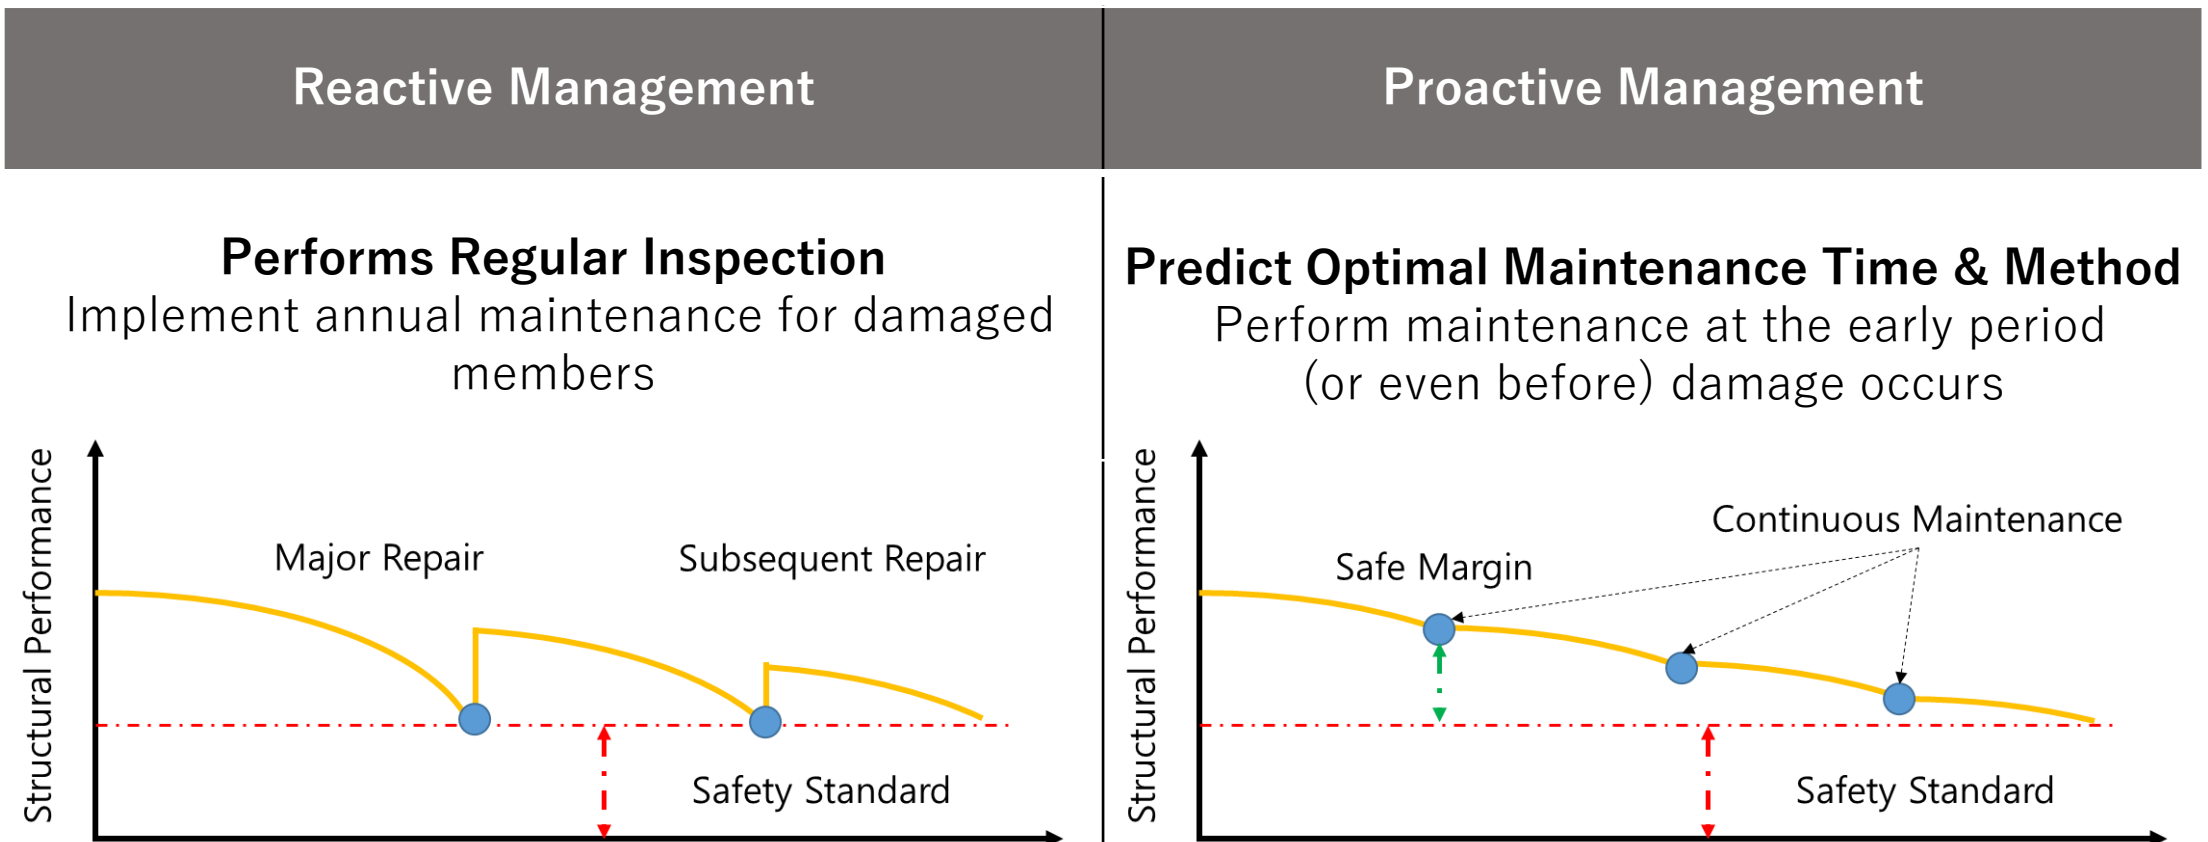 Reactive Management
Proactive Management
Performs Regular Inspection
Implement annual maintenance for damaged
members
Predict Optimal Maintenance Time & Method
Perform maintenance at the early period
(or even before) damage occurs
Structural Performance
Major Repair
Subsequent Repair
Safety Standard
Structural Performance
Safe Margin
Continuous Maintenance
Safety Standard